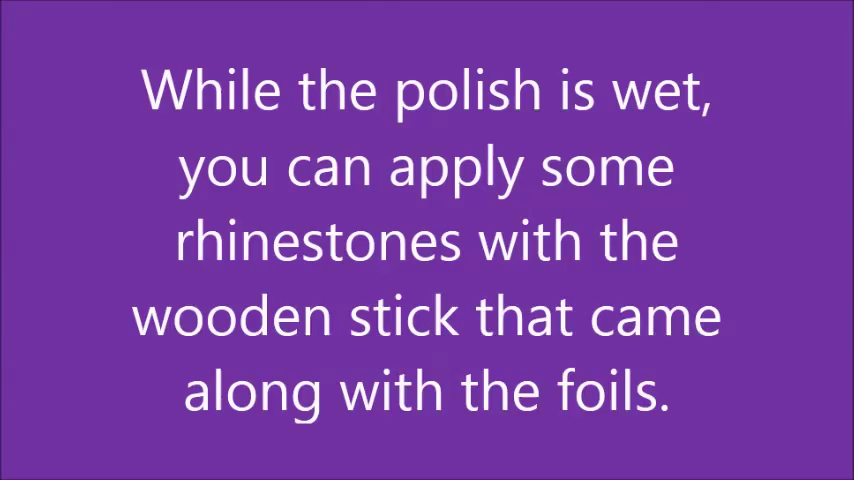 While the polish is wet,
you can apply some
rhinestones with the
wooden stick that came
along with the foils.